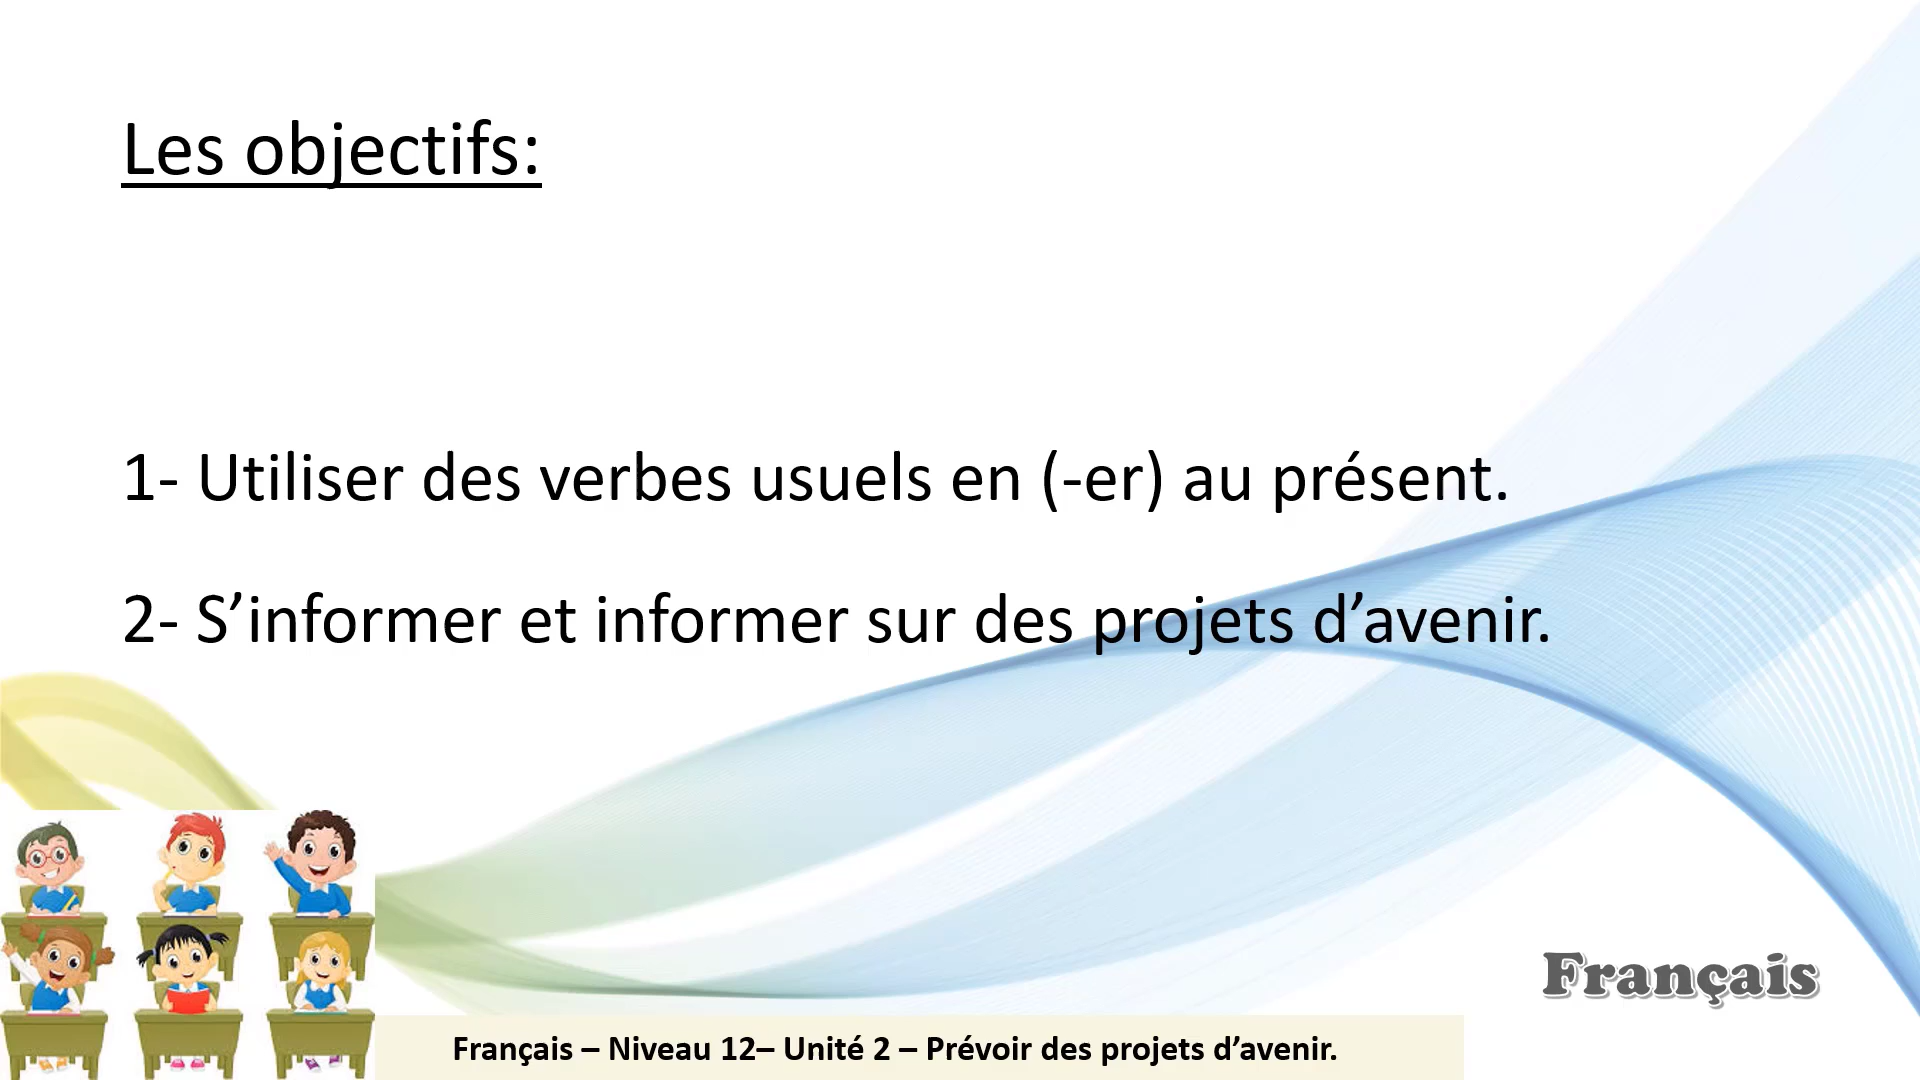 Les objectifs:
1- Utiliser des verbes usuels en (-er) au présent.
2- S’informer et informer sur des projets d’avenir.
Français
Français – Niveau 12– Unité 2 – Prévoir des projets d’avenir.